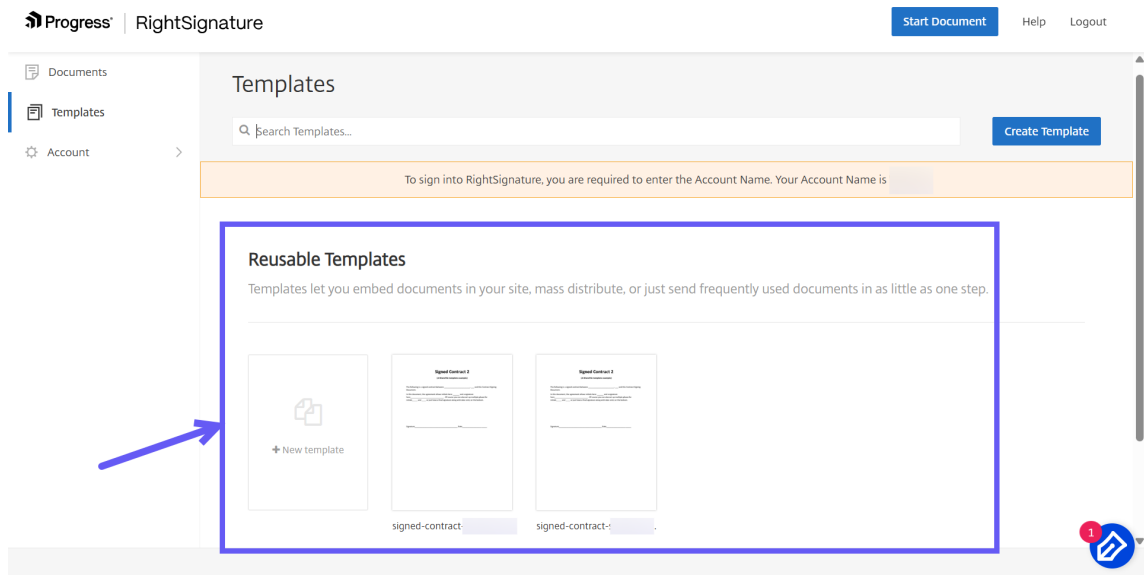 Progress® | RightSignature
Start Document
Help
Logout
Documents
Templates
Account
Templates
Search Templates...
Create Template
To sign into RightSignature, you are required to enter the Account Name. Your Account Name is
Reusable Templates
Templates let you embed documents in your site, mass distribute, or just send frequently used documents in as little as one step.
+ New template
Signed Contract 2
Signed Contract 2
signed-contract-
signed-contract-
1